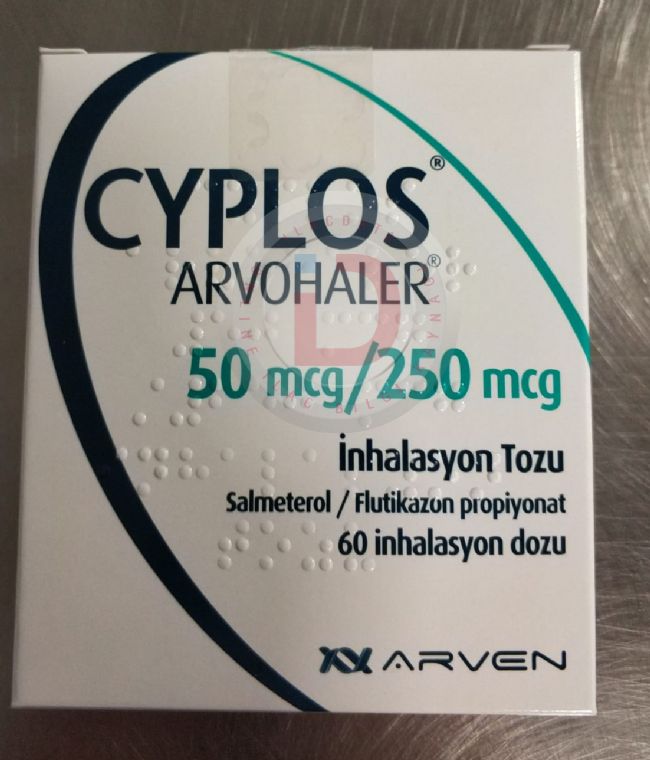 CYPLOS®
ARVOHALER®
50 mcg/250 mcg
İnhalasyon Tozu
Salmeterol / Flutikazon propiyonat
60 inhalasyon dozu
ARVEN